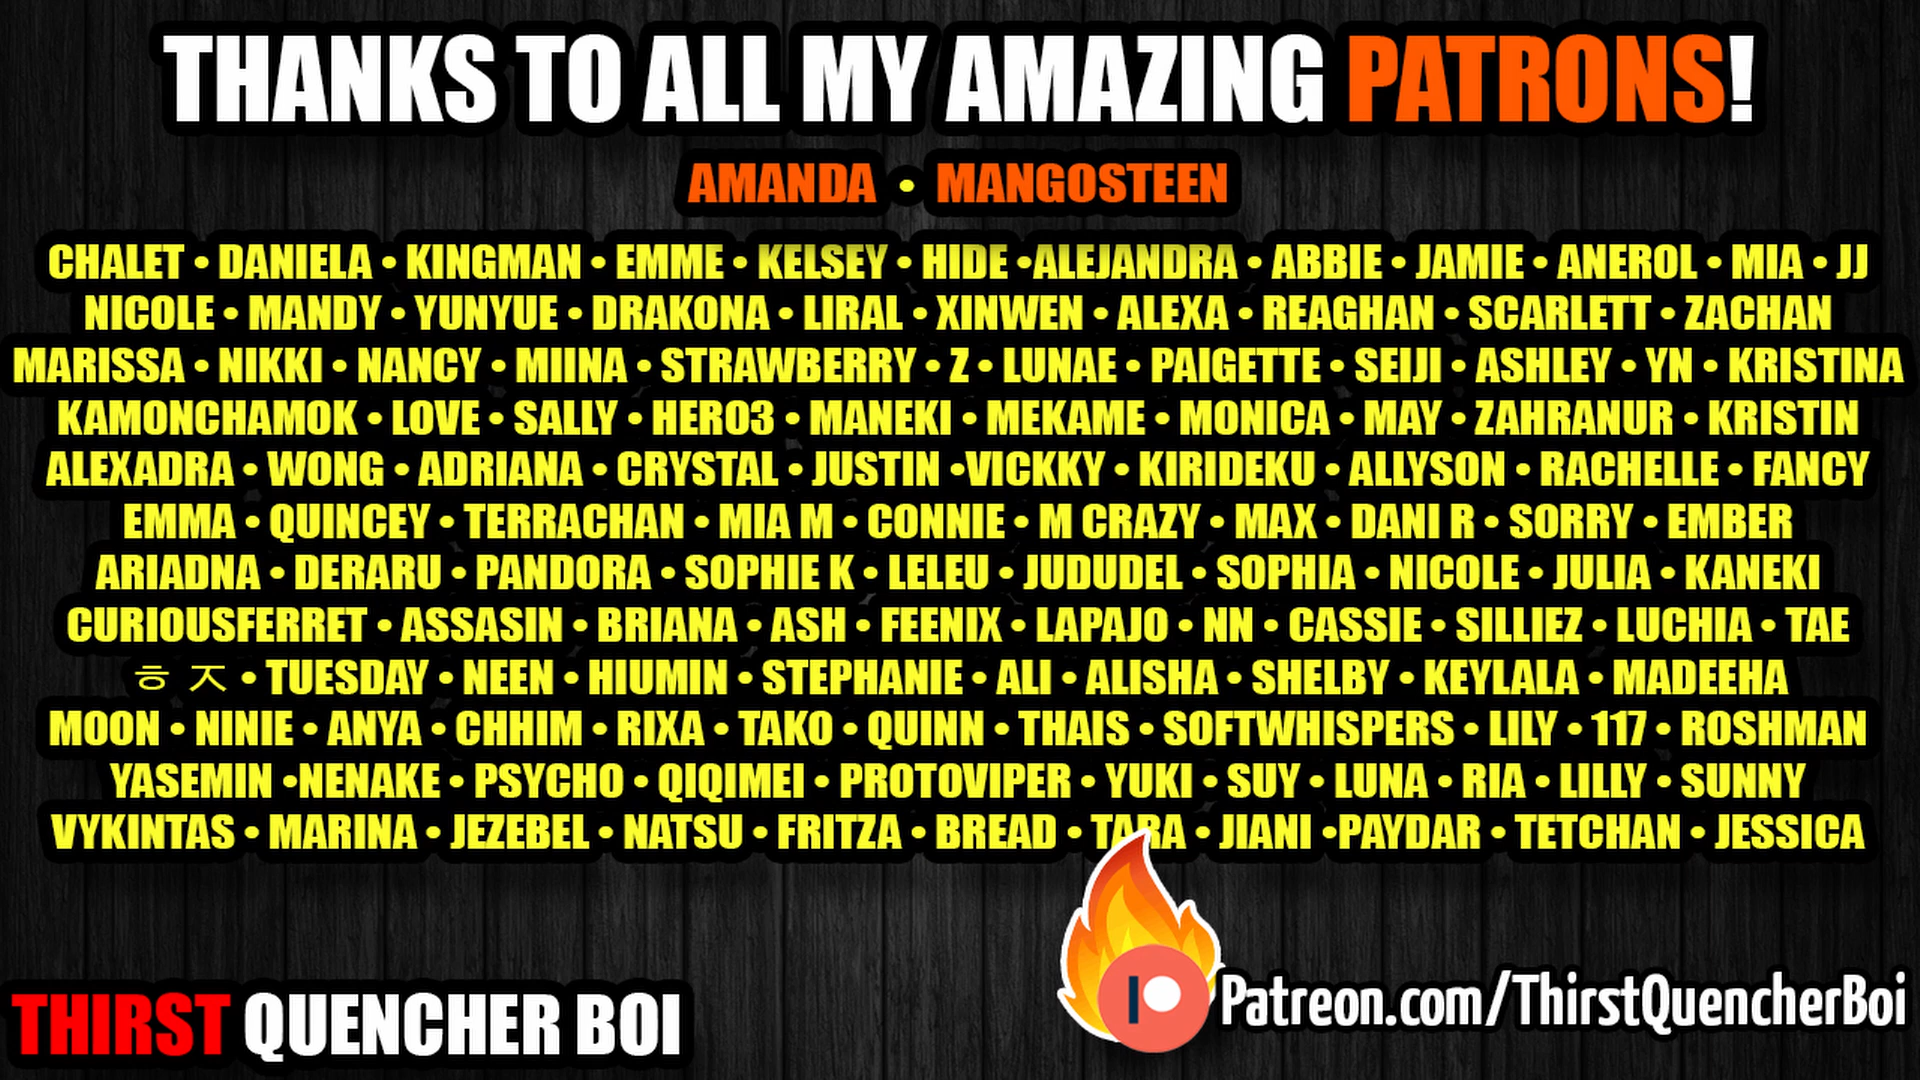 THANKS TO ALL MY AMAZING PATRONS!
AMANDA • MANGOSTEEN
CHALET • DANIELA • KINGMAN • EMME • KELSEY • HIDE •ALEJANDRA • ABBIE • JAMIE • ANEROL • MIA • JJ
NICOLE • MANDY • YUNYUE • DRAKONA • LIRAL • XINWEN • ALEXA • REAGHAN • SCARLETT • ZACHAN
MARISSA • NIKKI • NANCY • MIINA • STRAWBERRY • Z • LUNAE • PAIGETTE • SEIJI • ASHLEY • YN • KRISTINA
KAMONCHAMOK • LOVE • SALLY • HERO3 • MANEKI • MEKAME • MONICA • MAY • ZAHRANUR • KRISTIN
ALEXADRA • WONG • ADRIANA • CRYSTAL • JUSTIN •VICKKY • KIRIDEKU • ALLYSON • RACHELLE • FANCY
EMMA • QUINCEY • TERRACHAN • MIA M • CONNIE • M CRAZY • MAX • DANI R • SORRY • EMBER
ARIADNA • DERARU • PANDORA • SOPHIE K • LELEU • JUDUDEL • SOPHIA • NICOLE • JULIA • KANEKI
CURIOUSFERRET • ASSASIN • BRIANA • ASH • FEENIX • LAPAJO • NN • CASSIE • SILLIEZ • LUCHIA • TAE
ㅎ ㅈ • TUESDAY • NEEN • HIUMIN • STEPHANIE • ALI • ALISHA • SHELBY • KEYLALA • MADEEHA
MOON • NINIE • ANYA • CHHIM • RIXA • TAKO • QUINN • THAIS • SOFTWHISPERS • LILY • 117 • ROSHMAN
YASEMIN •NENAKE • PSYCHO • QIQIMEI • PROTOVIPER • YUKI • SUY • LUNA • RIA • LILLY • SUNNY
VYKINTAS • MARINA • JEZEBEL • NATSU • FRITZA • BREAD • TARA • JIANI •PAYDAR • TETCHAN • JESSICA
THIRST QUENCHER BOI
Patreon.com/ThirstQuencherBoi